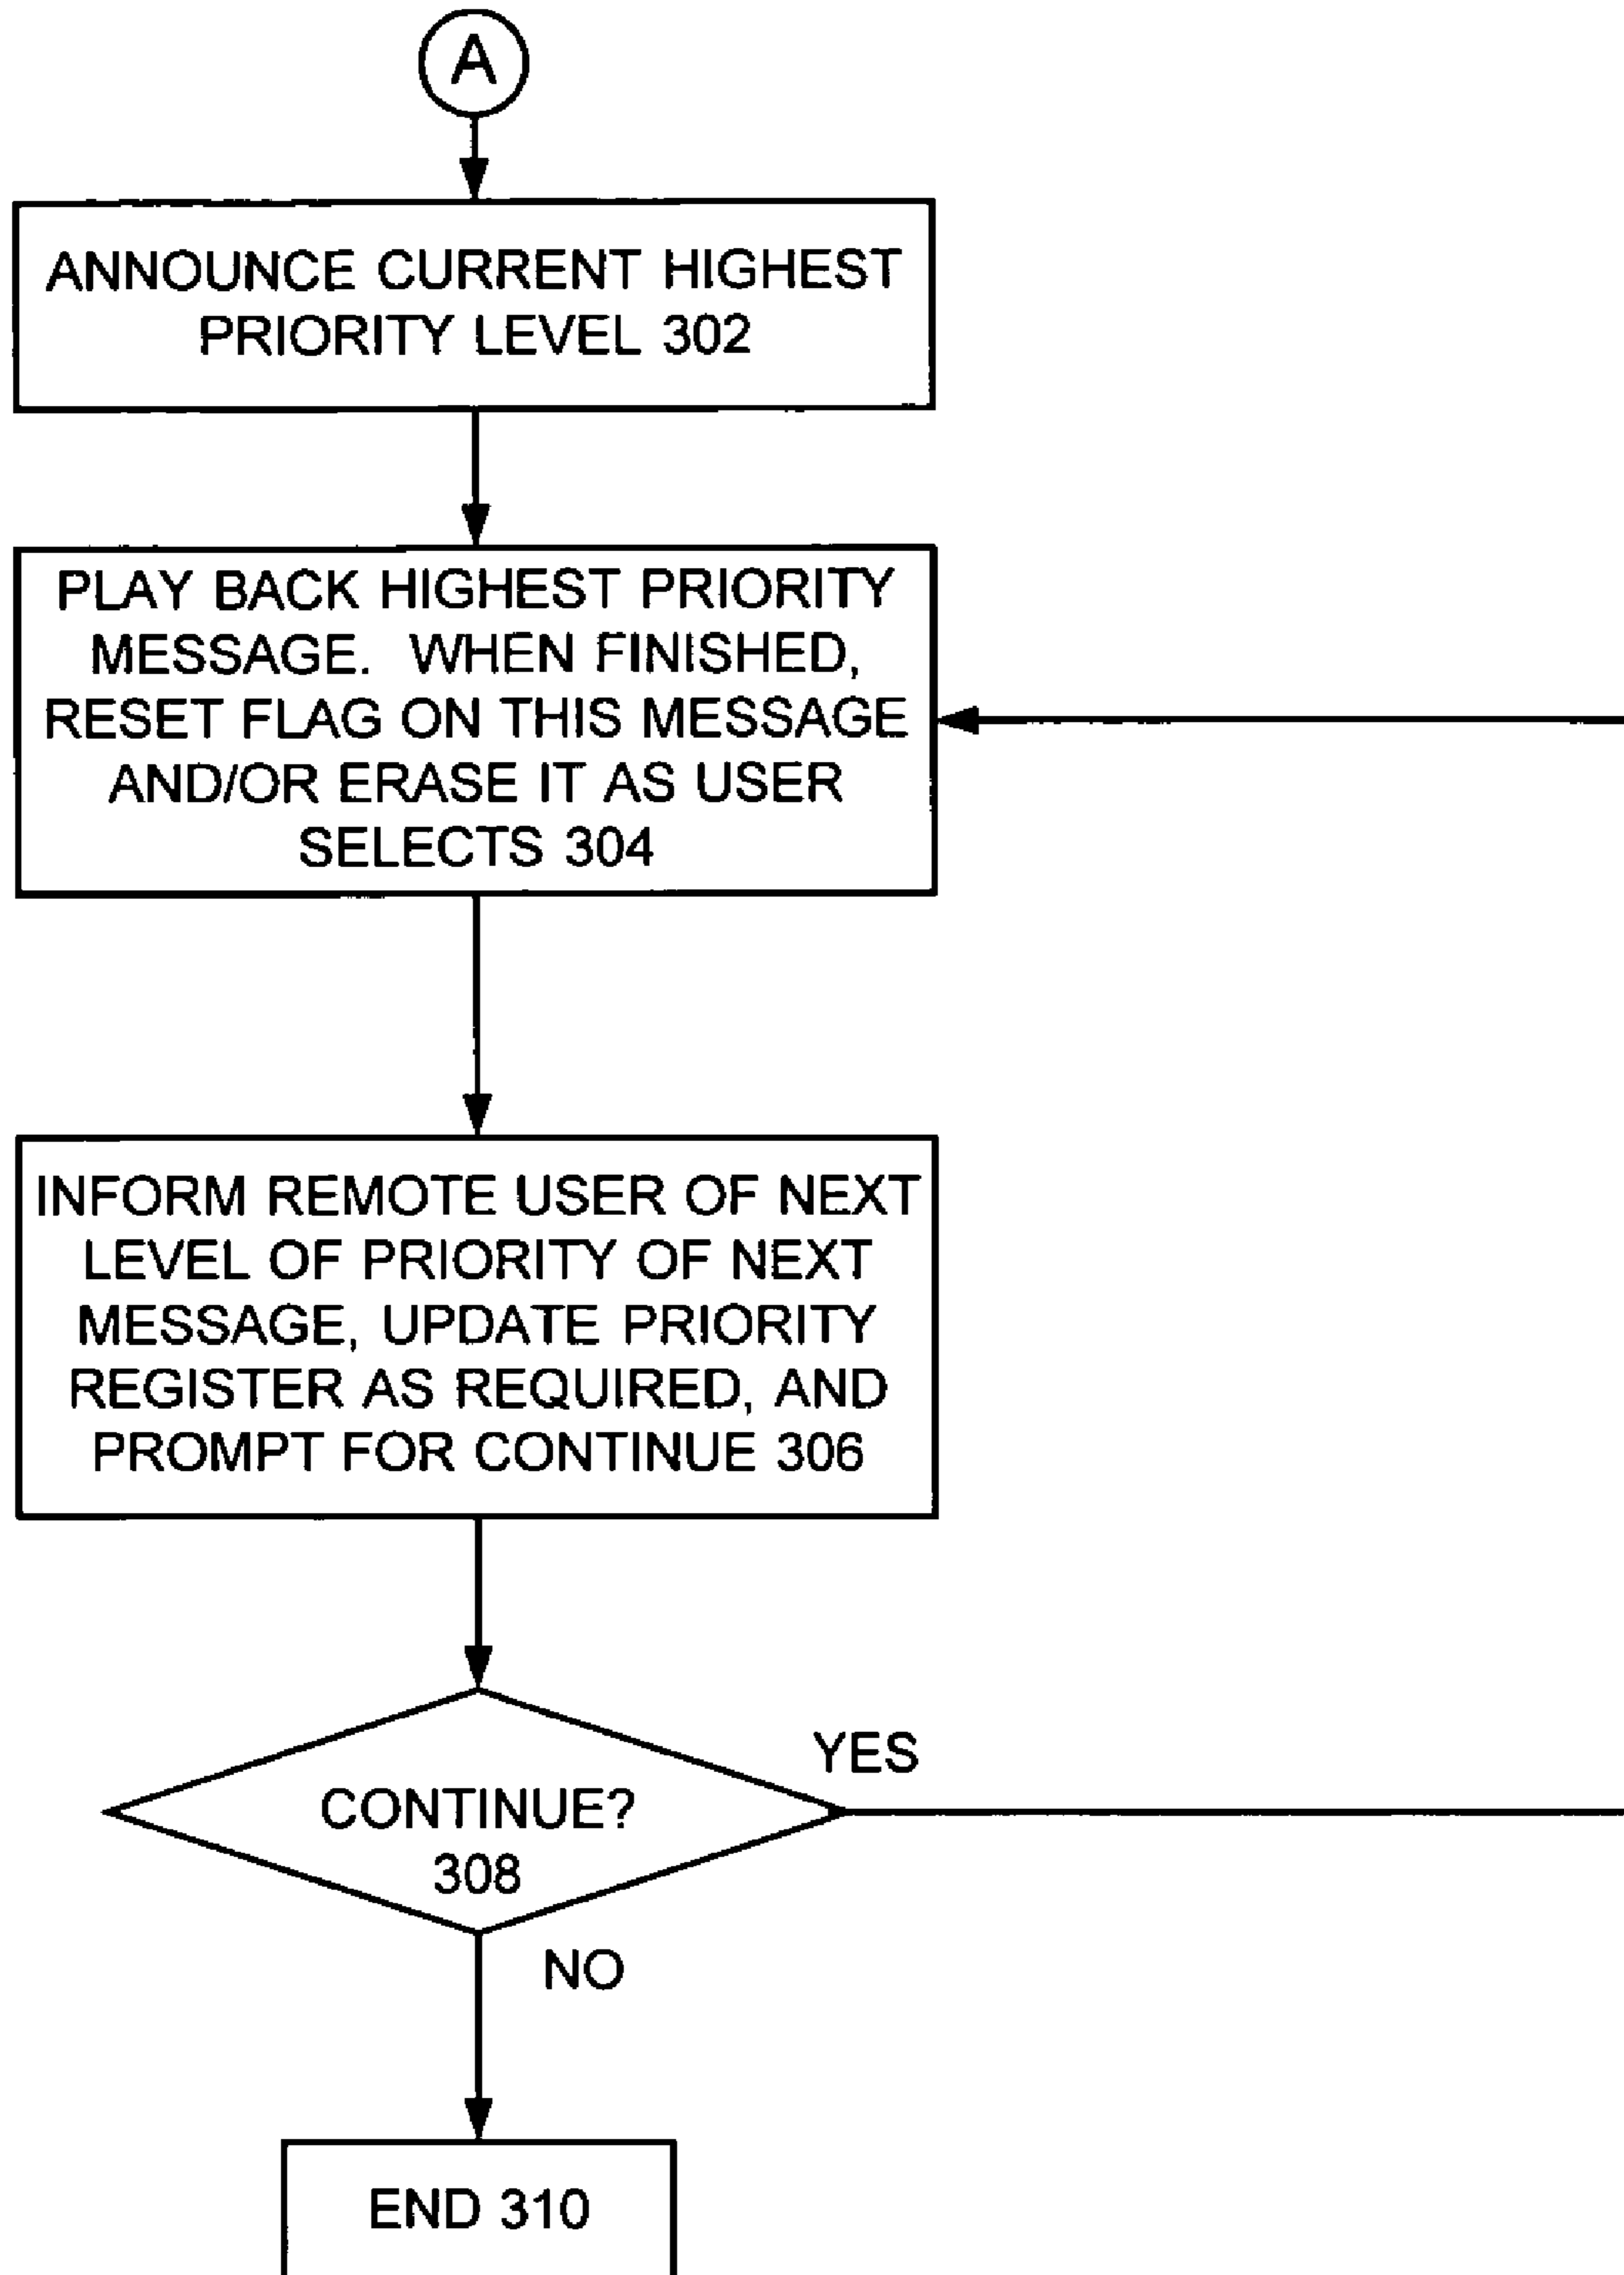 A
ANNOUNCE CURRENT HIGHEST
PRIORITY LEVEL 302
PLAY BACK HIGHEST PRIORITY
MESSAGE. WHEN FINISHED,
RESET FLAG ON THIS MESSAGE
AND/OR ERASE IT AS USER
SELECTS 304
INFORM REMOTE USER OF NEXT
LEVEL OF PRIORITY OF NEXT
MESSAGE, UPDATE PRIORITY
REGISTER AS REQUIRED, AND
PROMPT FOR CONTINUE 306
YES
CONTINUE?
308
NO
END 310